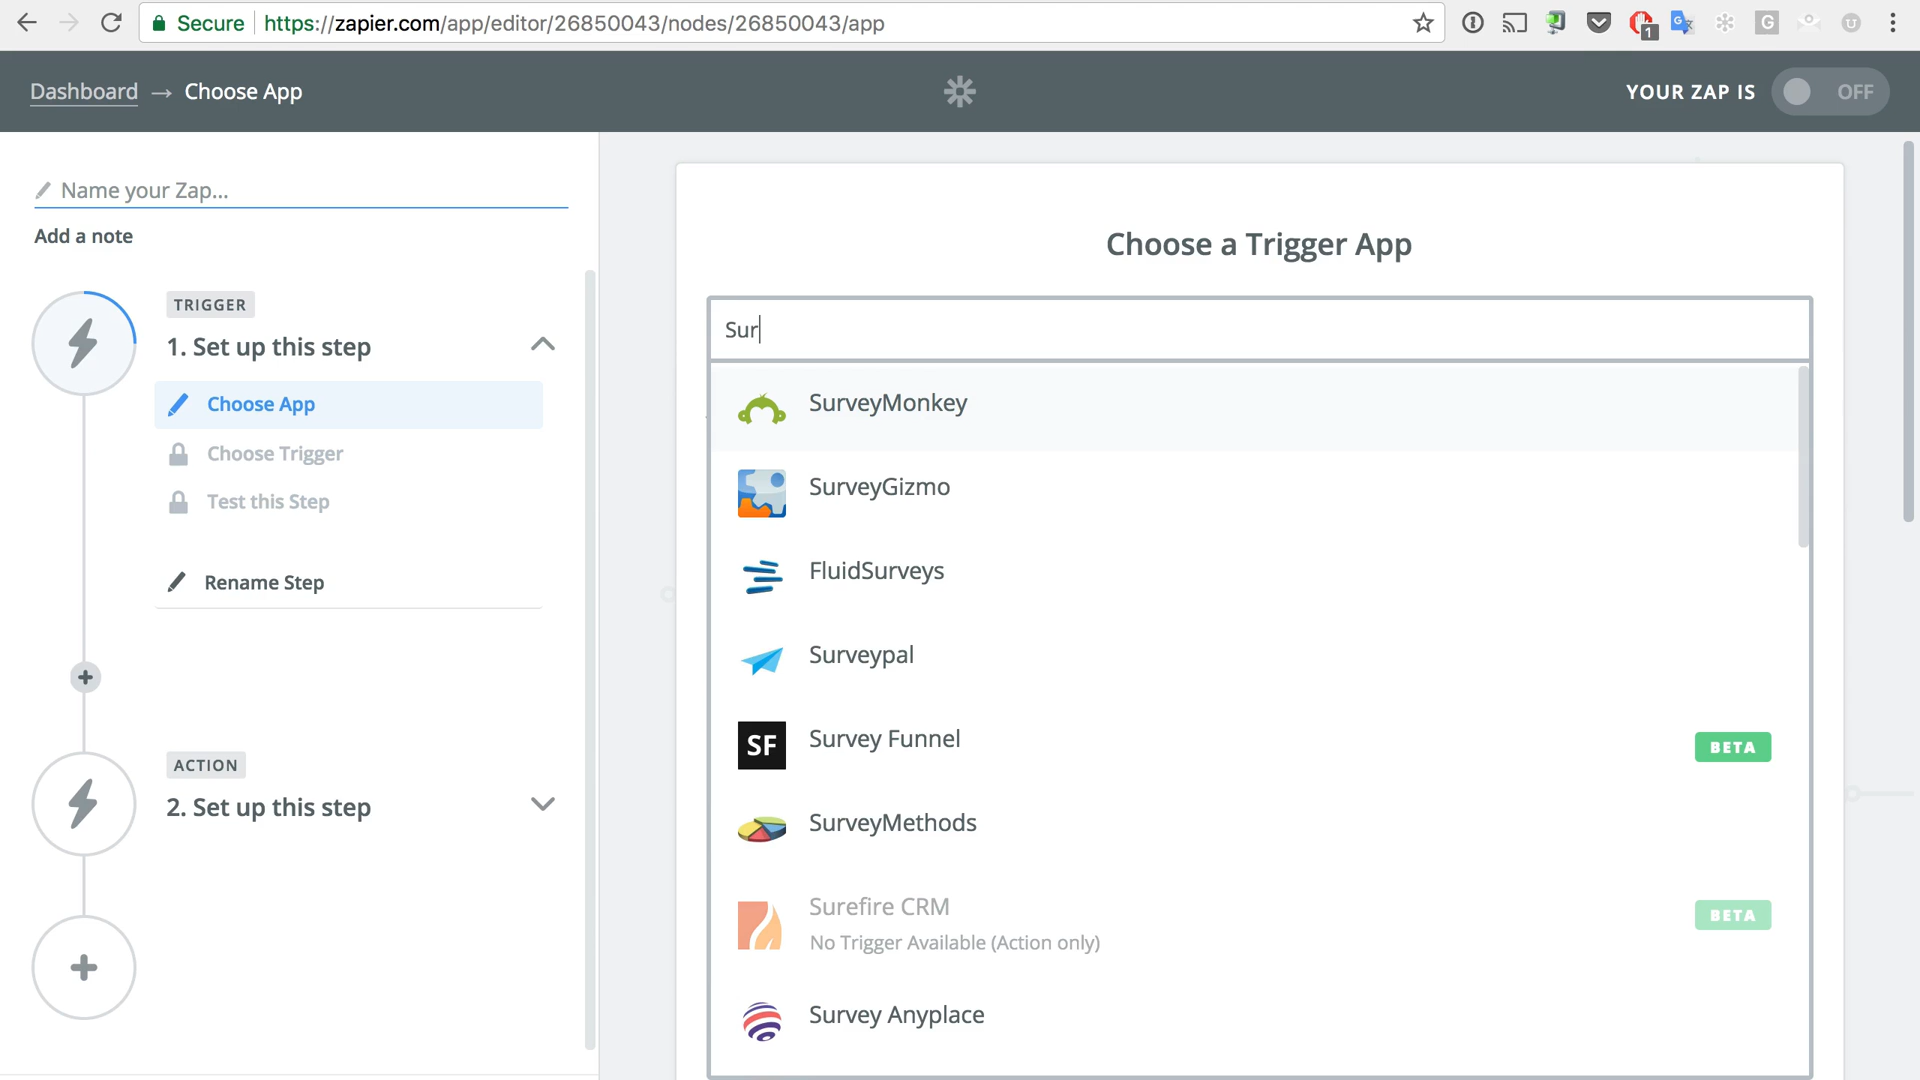 Secure https://zapier.com/app/editor/26850043/nodes/26850043/app
1
G
G
U
Dashboard → Choose App
YOUR ZAP IS OFF
Name your Zap...
Add a note
TRIGGER
1. Set up this step
Choose App
Choose Trigger
Test this Step
Rename Step
ACTION
2. Set up this step
Choose a Trigger App
Sur
SurveyMonkey
SurveyGizmo
FluidSurveys
Surveypal
SF Survey Funnel BETA
SurveyMethods
Surefire CRM BETA
No Trigger Available (Action only)
Survey Anyplace